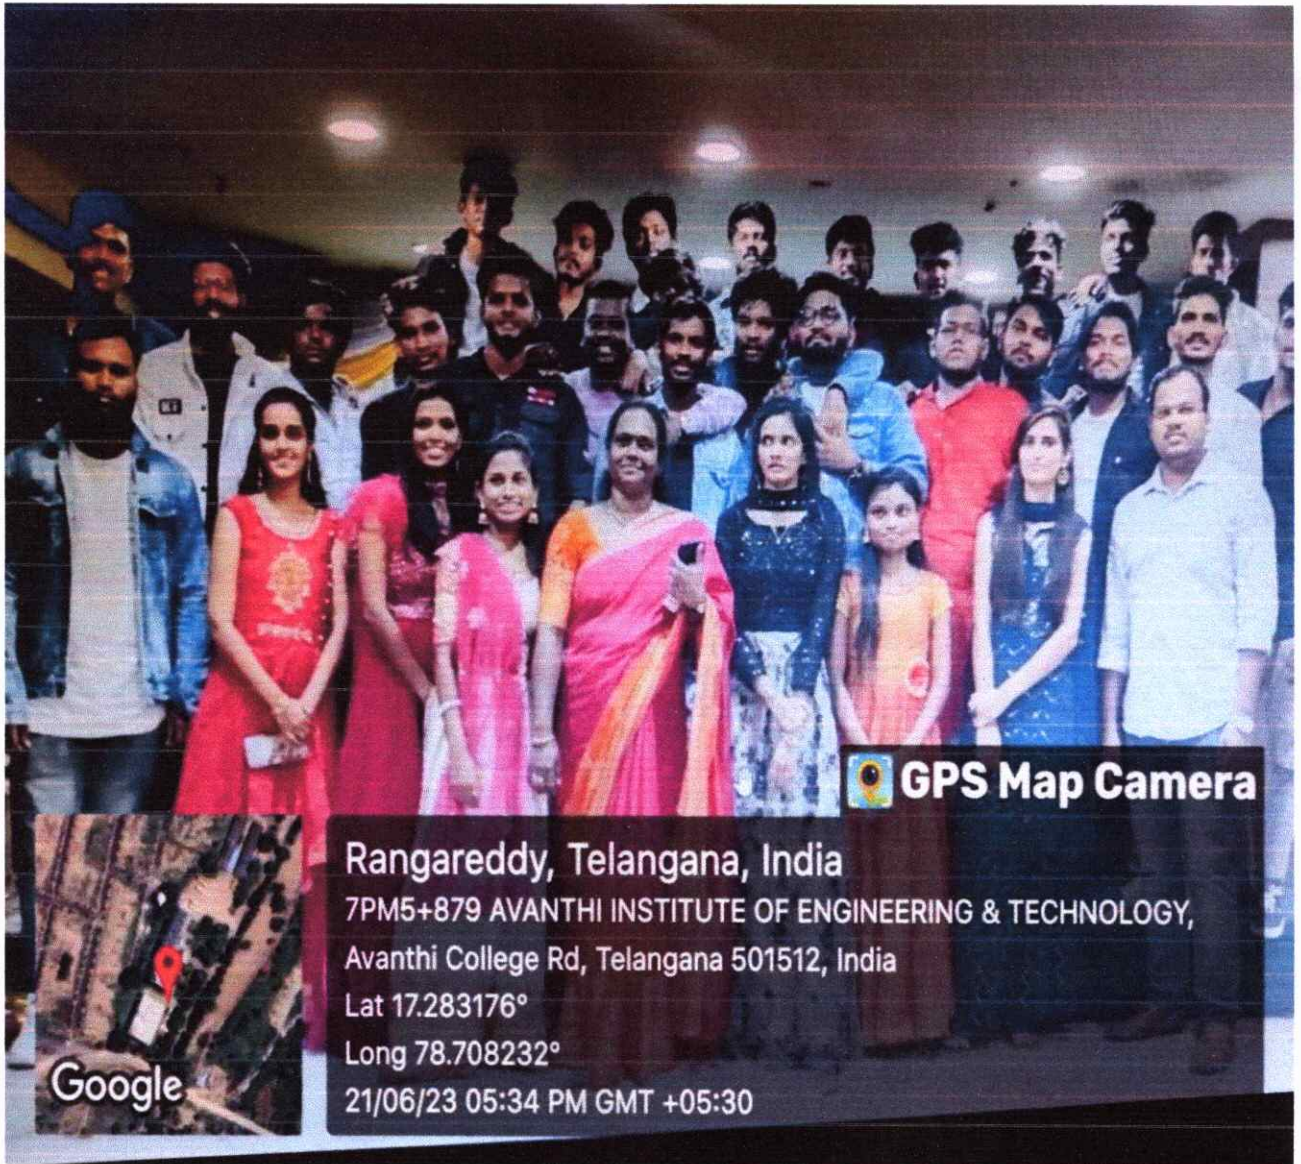 GPS Map Camera
Rangareddy, Telangana, India
7PM5+879 AVANTHI INSTITUTE OF ENGINEERING & TECHNOLOGY,
Avanthi College Rd, Telangana 501512, India
Lat 17.283176°
Long 78.708232°
21/06/23 05:34 PM GMT +05:30
Google